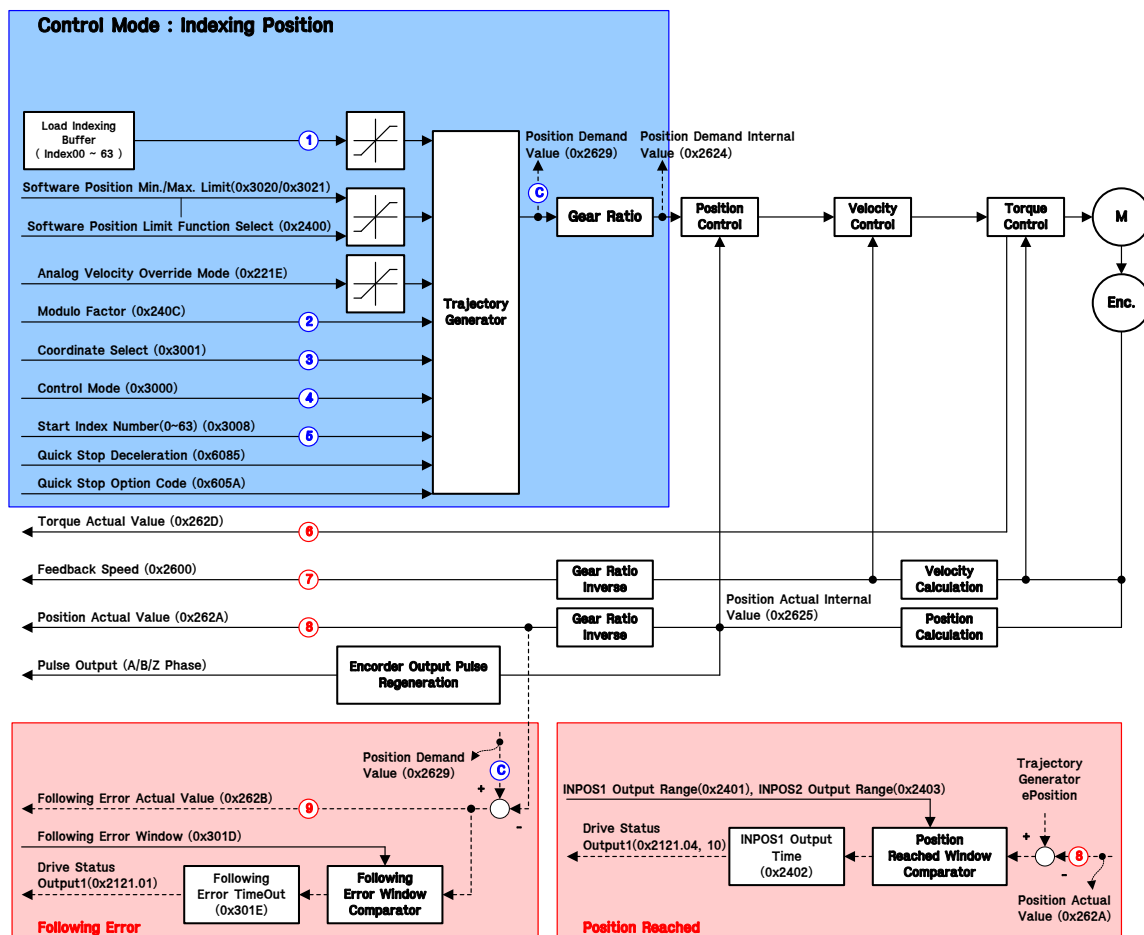 Control Mode : Indexing Position
Load Indexing
Buffer
( Index00 ~ 63 )
1
Position Demand
Value (0x2629)
Position Demand Internal
Value (0x2624)
Software Position Min./Max. Limit(0x3020/0x3021)
Software Position Limit Function Select (0x2400)
C
Gear Ratio
Position
Control
Velocity
Control
Torque
Control
M
Analog Velocity Override Mode (0x221E)
Enc.
Trajectory
Generator
Modulo Factor (0x240C)
2
Coordinate Select (0x3001)
3
Control Mode (0x3000)
4
Start Index Number(0~63) (0x3008)
5
Quick Stop Deceleration (0x6085)
Quick Stop Option Code (0x605A)
Torque Actual Value (0x262D)
6
Feedback Speed (0x2600)
7
Gear Ratio
Inverse
Velocity
Calculation
Position Actual Internal
Value (0x2625)
Position Actual Value (0x262A)
8
Gear Ratio
Inverse
Position
Calculation
Pulse Output (A/B/Z Phase)
Encorder Output Pulse
Regeneration
Position Demand
Value (0x2629)
C
+
-
Following Error Actual Value (0x262B)
9
Following Error Window (0x301D)
Drive Status
Output1(0x2121.01)
Following
Error TimeOut
(0x301E)
Following
Error Window
Comparator
Following Error
Trajectory
Generator
ePosition
INPOS1 Output Range(0x2401), INPOS2 Output Range(0x2403)
Drive Status
Output1(0x2121.04, 10)
INPOS1 Output
Time
(0x2402)
Position
Reached Window
Comparator
+
-
8
Position Actual
Value (0x262A)
Position Reached